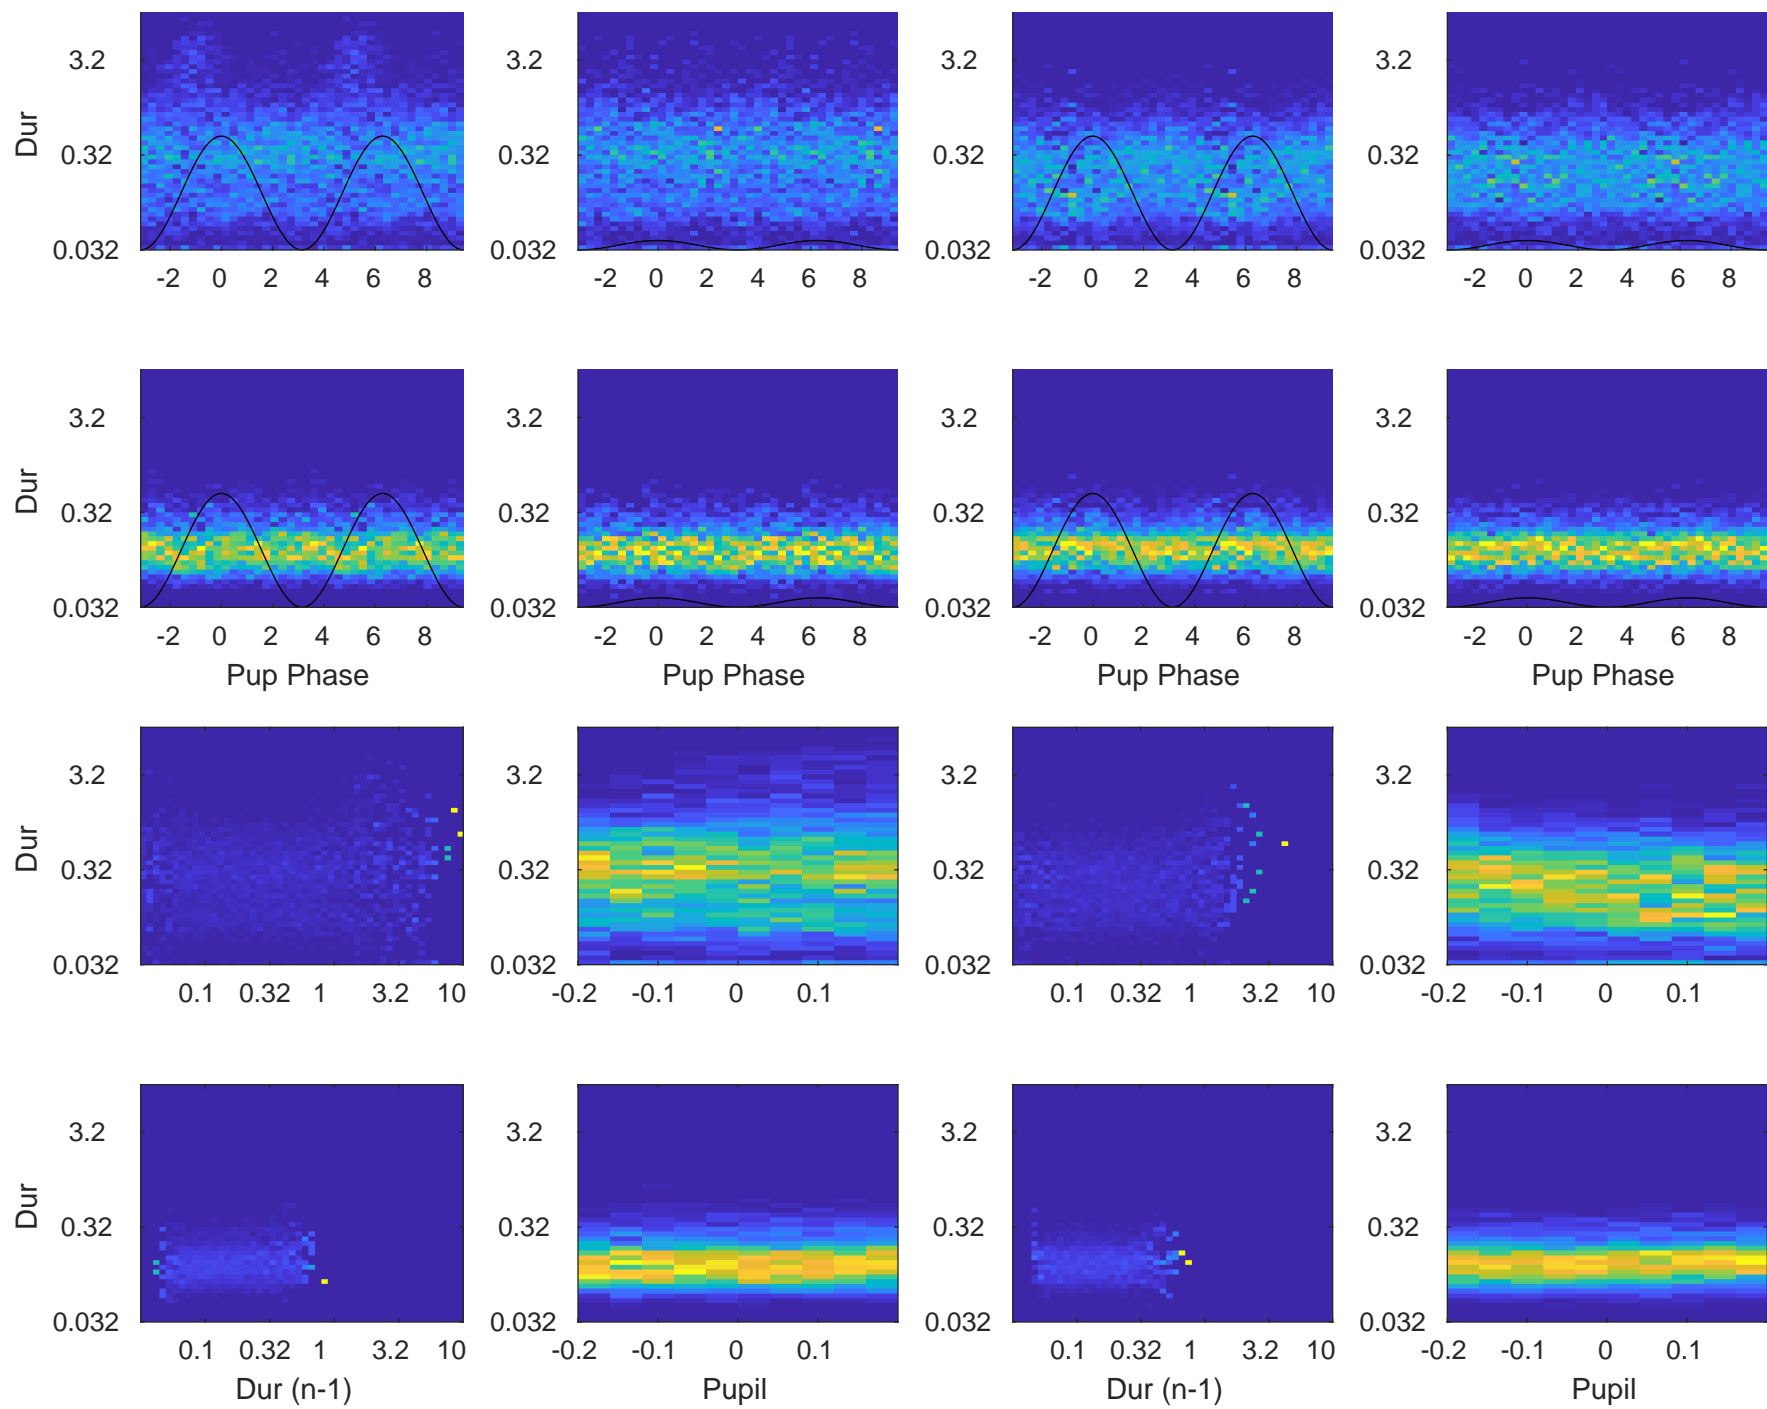 3.2 3.2 3.2 3.2
Dur
0.32 0.32 0.32 0.32
0.032 0.032 0.032 0.032
-2 0 2 4 6 8 -2 0 2 4 6 8 -2 0 2 4 6 8 -2 0 2 4 6 8
3.2 3.2 3.2 3.2
Dur
0.32 0.32 0.32 0.32
0.032 0.032 0.032 0.032
-2 0 2 4 6 8 -2 0 2 4 6 8 -2 0 2 4 6 8 -2 0 2 4 6 8
Pup Phase Pup Phase Pup Phase Pup Phase
3.2 3.2 3.2 3.2
Dur
0.32 0.32 0.32 0.32
0.032 0.032 0.032 0.032
0.1 0.32 1 3.2 10 -0.2 -0.1 0 0.1 0.1 0.32 1 3.2 10 -0.2 -0.1 0 0.1
3.2 3.2 3.2 3.2
Dur
0.32 0.32 0.32 0.32
0.032 0.032 0.032 0.032
0.1 0.32 1 3.2 10 -0.2 -0.1 0 0.1 0.1 0.32 1 3.2 10 -0.2 -0.1 0 0.1
Dur (n-1) Pupil Dur (n-1) Pupil